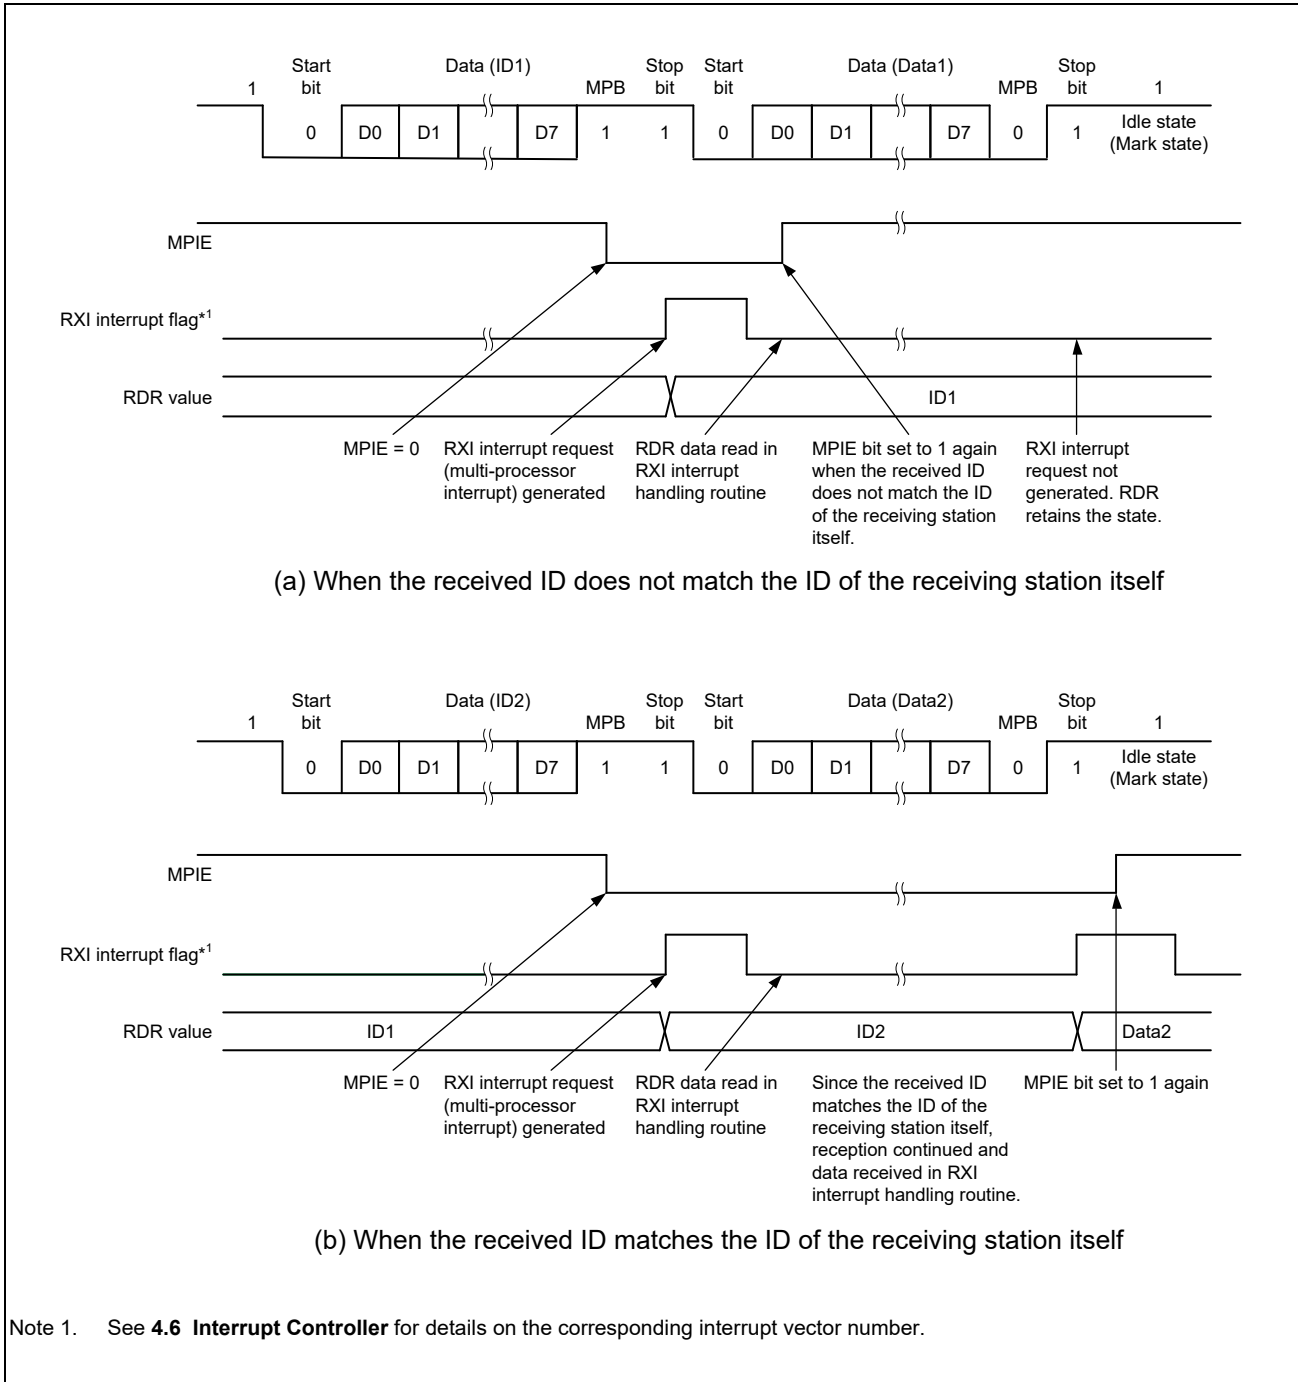 Start Data (ID1) Stop Start Data (Data1) Stop
1 bit MPB bit bit MPB bit 1
0 D0 D1 D7 1 1 0 D0 D1 D7 0 1 Idle state
(Mark state)
MPIE
RXI interrupt flag*1
RDR value ID1
MPIE = 0
RXI interrupt request
(multi-processor
interrupt) generated
RDR data read in
RXI interrupt
handling routine
MPIE bit set to 1 again
when the received ID
does not match the ID
of the receiving station
itself.
RXI interrupt
request not
generated. RDR
retains the state.
(a) When the received ID does not match the ID of the receiving station itself
Start Data (ID2) Stop Start Data (Data2) Stop
1 bit MPB bit bit MPB bit 1
0 D0 D1 D7 1 1 0 D0 D1 D7 0 1 Idle state
(Mark state)
MPIE
RXI interrupt flag*1
RDR value ID1 ID2 Data2
MPIE = 0
RXI interrupt request
(multi-processor
interrupt) generated
RDR data read in
RXI interrupt
handling routine
Since the received ID
matches the ID of the
receiving station itself,
reception continued and
data received in RXI
interrupt handling routine.
MPIE bit set to 1 again
(b) When the received ID matches the ID of the receiving station itself
Note 1. See 4.6 Interrupt Controller for details on the corresponding interrupt vector number.